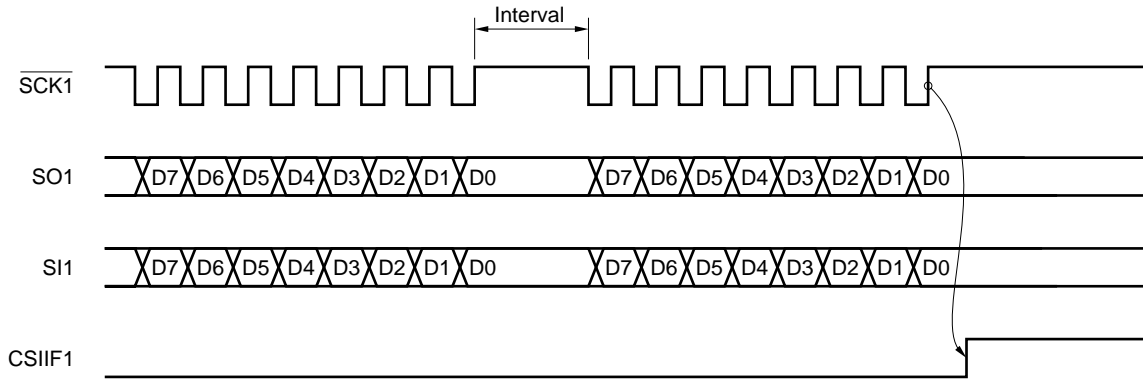 Interval
SCK1
SO1 D7 D6 D5 D4 D3 D2 D1 D0 D7 D6 D5 D4 D3 D2 D1 D0
SI1 D7 D6 D5 D4 D3 D2 D1 D0 D7 D6 D5 D4 D3 D2 D1 D0
CSIIF1